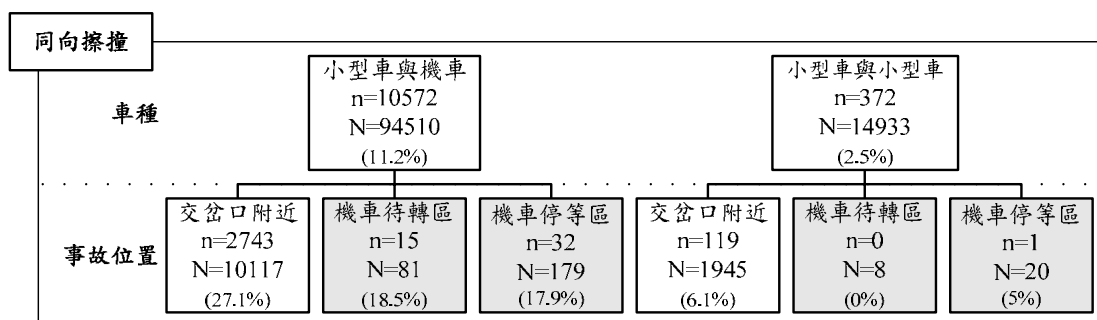 同向擦撞
車種
小型車與機車
n=10572
N=94510
(11.2%)
小型車與小型車
n=372
N=14933
(2.5%)
事故位置
交岔口附近
n=2743
N=10117
(27.1%)
機車待轉區
n=15
N=81
(18.5%)
機車停等區
n=32
N=179
(17.9%)
交岔口附近
n=119
N=1945
(6.1%)
機車待轉區
n=0
N=8
(0%)
機車停等區
n=1
N=20
(5%)